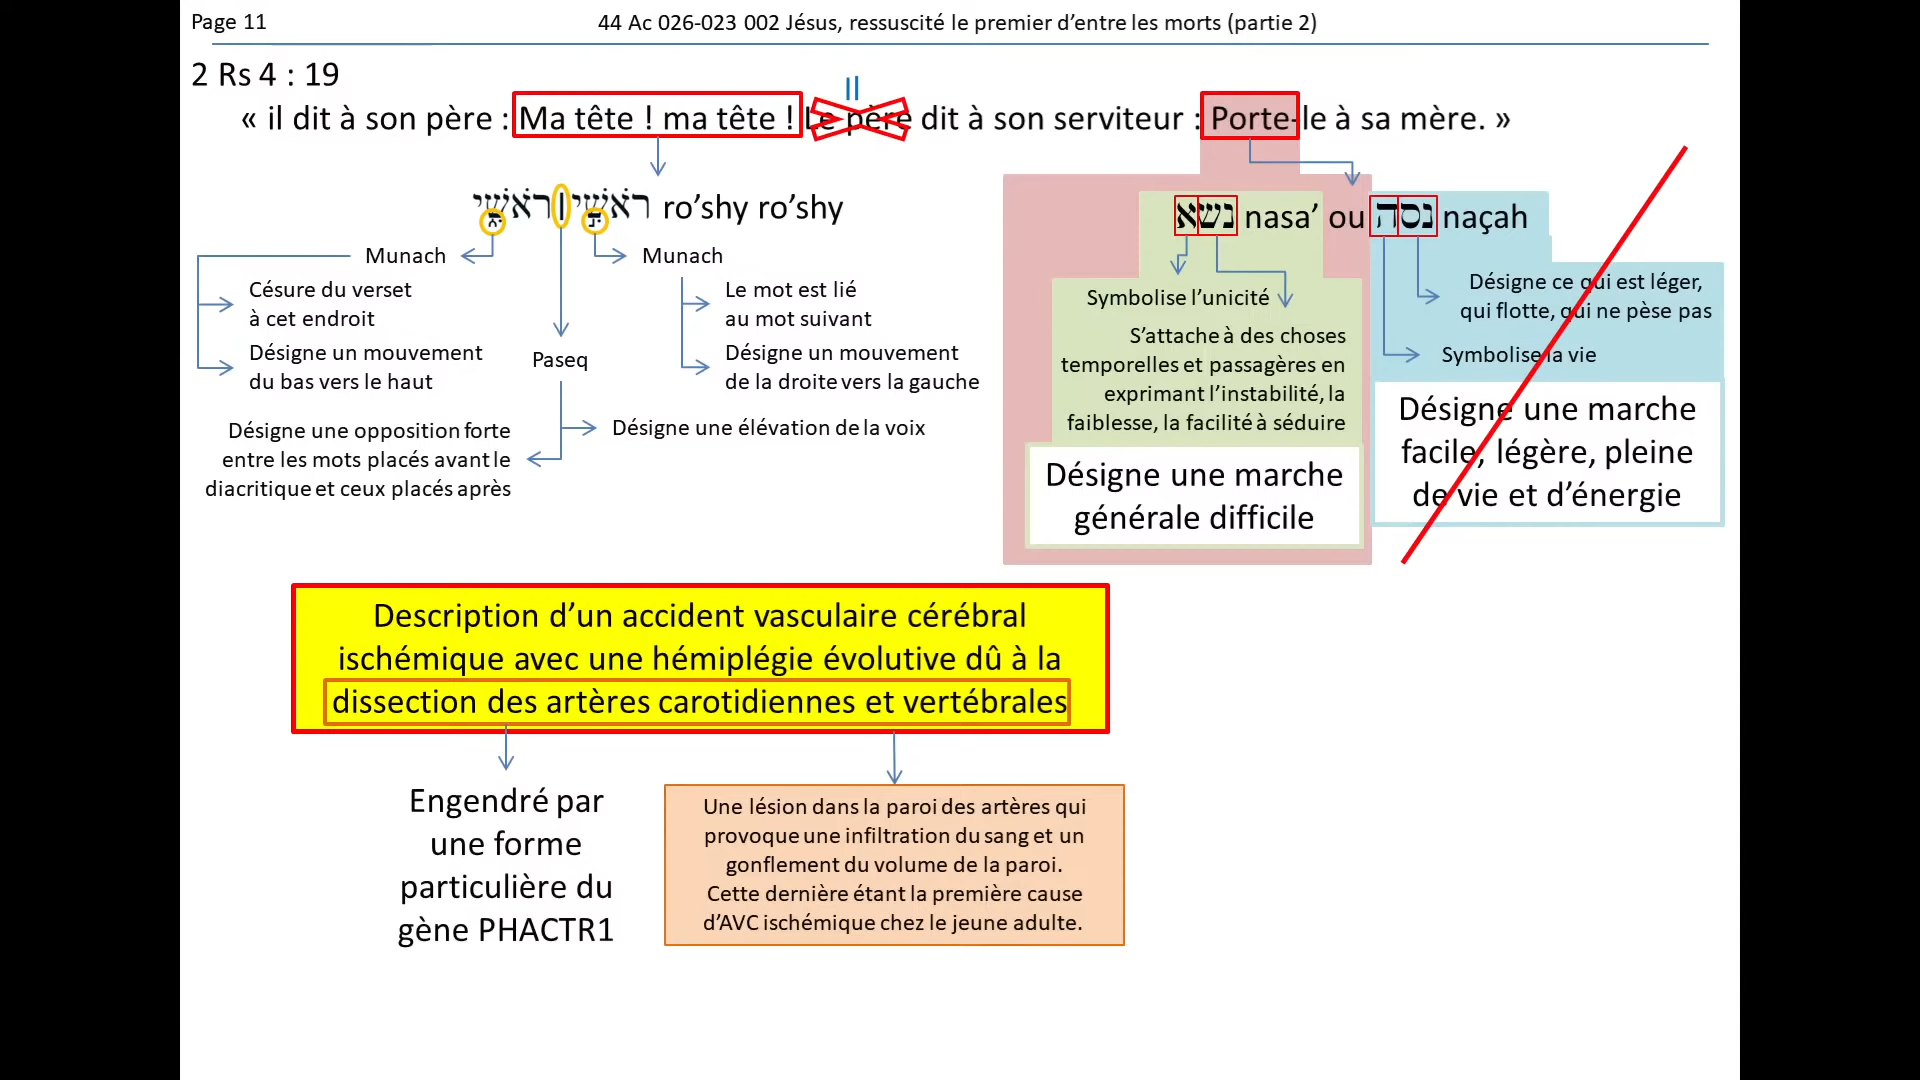 Page 11
44 Ac 026-023 002 Jésus, ressuscité le premier d’entre les morts (partie 2)
2 Rs 4 : 19
Il
« il dit à son père : Ma tête ! ma tête ! Le père dit à son serviteur : Porte-le à sa mère. »
רֹאשִׁ֣י ׀ רֹאשִׁ֑י ro’shy ro’shy
נשא nasa’ ou נסה naçah
Munach
Munach
Césure du verset
à cet endroit
Désigne un mouvement
du bas vers le haut
Paseq
Le mot est lié
au mot suivant
Désigne un mouvement
de la droite vers la gauche
Désigne une opposition forte
entre les mots placés avant le
diacritique et ceux placés après
Désigne une élévation de la voix
Symbolise l’unicité
S’attache à des choses
temporelles et passagères en
exprimant l’instabilité, la
faiblesse, la facilité à séduire
Désigne une marche
générale difficile
Désigne ce qui est léger,
qui flotte, qui ne pèse pas
Symbolise la vie
Désigne une marche
facile, légère, pleine
de vie et d’énergie
Description d’un accident vasculaire cérébral
ischémique avec une hémiplégie évolutive dû à la
dissection des artères carotidiennes et vertébrales
Engendré par
une forme
particulière du
gène PHACTR1
Une lésion dans la paroi des artères qui
provoque une infiltration du sang et un
gonflement du volume de la paroi.
Cette dernière étant la première cause
d’AVC ischémique chez le jeune adulte.